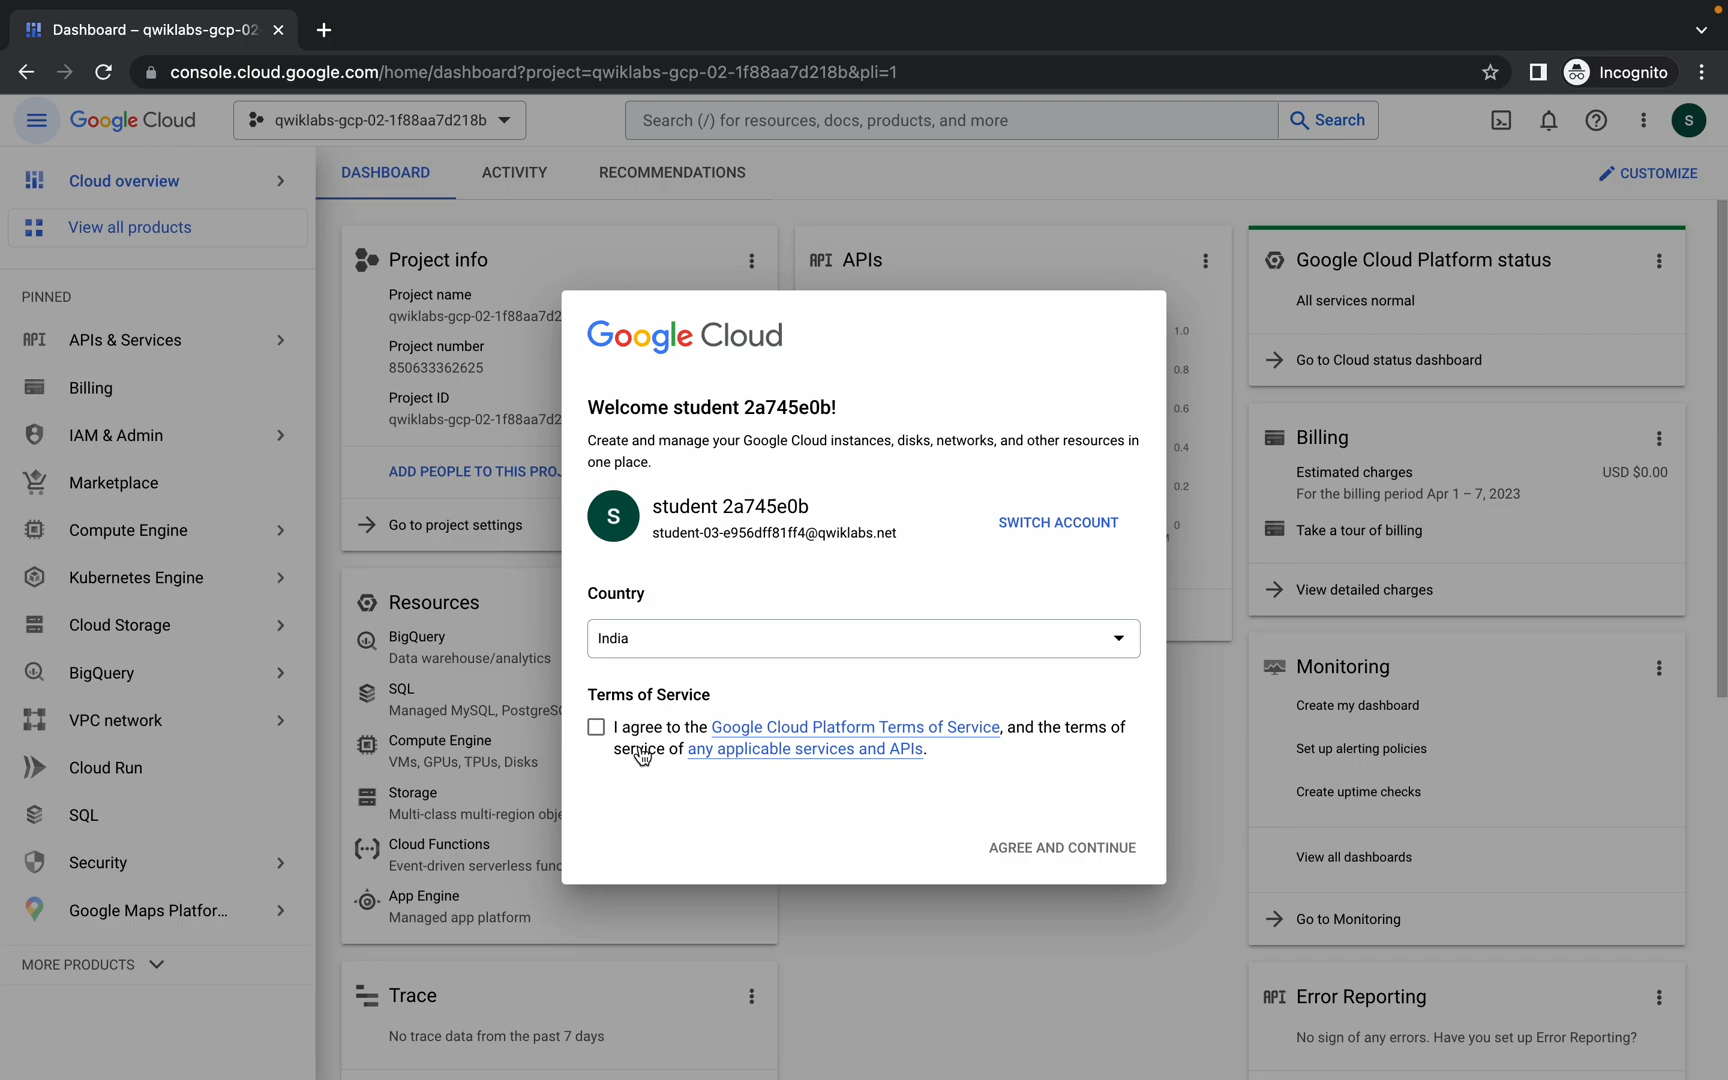 Dashboard – qwiklabs-gcp-02-
console.cloud.google.com/home/dashboard?project=qwiklabs-gcp-02-1f88aa7d218b&pli=1
Incognito
Google Cloud
qwiklabs-gcp-02-1f88aa7d218b
Search (/) for resources, docs, products, and more
Search
S
Cloud overview
View all products
PINNED
API APIs & Services
Billing
IAM & Admin
Marketplace
Compute Engine
Kubernetes Engine
Cloud Storage
BigQuery
VPC network
Cloud Run
SQL
Security
Google Maps Platfor...
MORE PRODUCTS
DASHBOARD
ACTIVITY
RECOMMENDATIONS
CUSTOMIZE
Project info
Project name
qwiklabs-gcp-02-1f88aa7d2
Project number
850633362625
Project ID
qwiklabs-gcp-02-1f88aa7d2
ADD PEOPLE TO THIS PROJ
Go to project settings
Resources
BigQuery
Data warehouse/analytics
SQL
Managed MySQL, PostgreS
Compute Engine
VMs, GPUs, TPUs, Disks
Storage
Multi-class multi-region obje
Cloud Functions
Event-driven serverless func
App Engine
Managed app platform
Trace
No trace data from the past 7 days
API APIs
1.0
0.8
0.6
0.4
0.2
0
Google Cloud
Welcome student 2a745e0b!
Create and manage your Google Cloud instances, disks, networks, and other resources in
one place.
S
student 2a745e0b
student-03-e956dff81ff4@qwiklabs.net
SWITCH ACCOUNT
Country
India
Terms of Service
I agree to the Google Cloud Platform Terms of Service, and the terms of
service of any applicable services and APIs.
AGREE AND CONTINUE
Google Cloud Platform status
All services normal
Go to Cloud status dashboard
Billing
Estimated charges
USD $0.00
For the billing period Apr 1 – 7, 2023
Take a tour of billing
View detailed charges
Monitoring
Create my dashboard
Set up alerting policies
Create uptime checks
View all dashboards
Go to Monitoring
API Error Reporting
No sign of any errors. Have you set up Error Reporting?